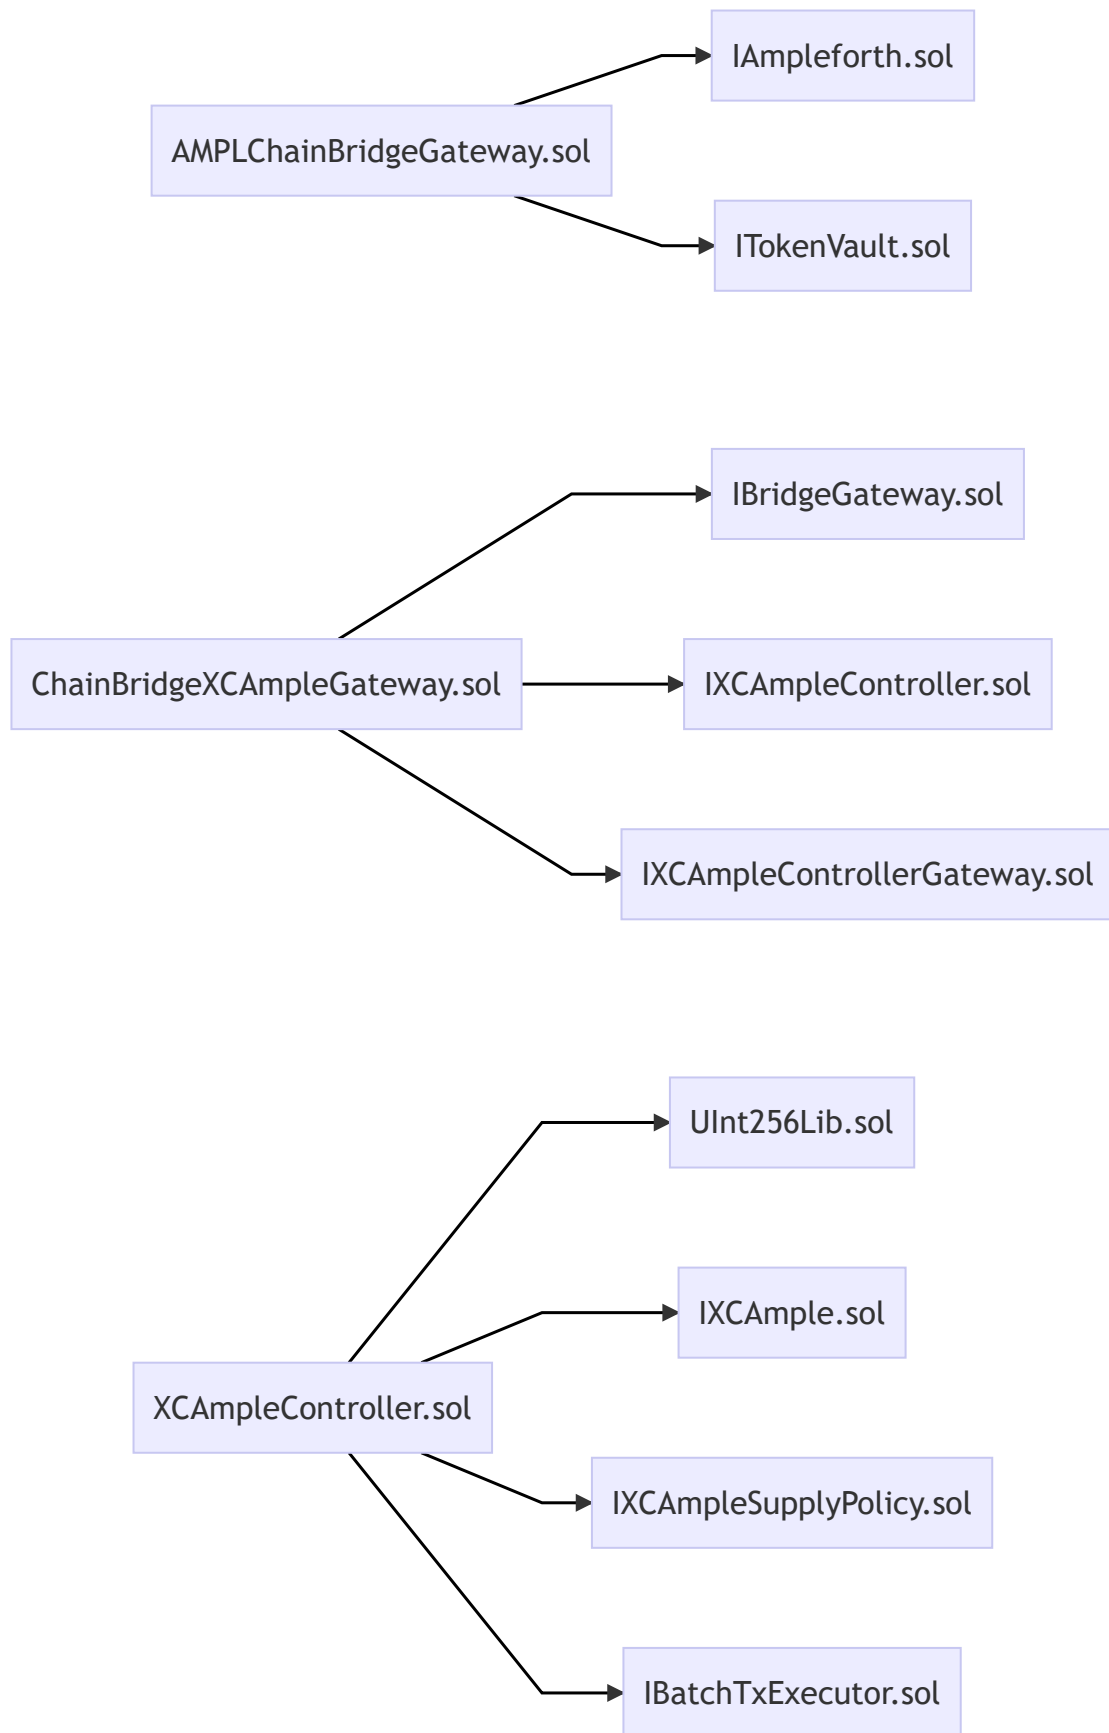 IAmpleforth.sol
AMPLChainBridgeGateway.sol
ITokenVault.sol
IBridgeGateway.sol
ChainBridgeXCAmpleGateway.sol
IXCAmpleController.sol
IXCAmpleControllerGateway.sol
UInt256Lib.sol
IXCAmple.sol
XCAmpleController.sol
IXCAmpleSupplyPolicy.sol
IBatchTxExecutor.sol